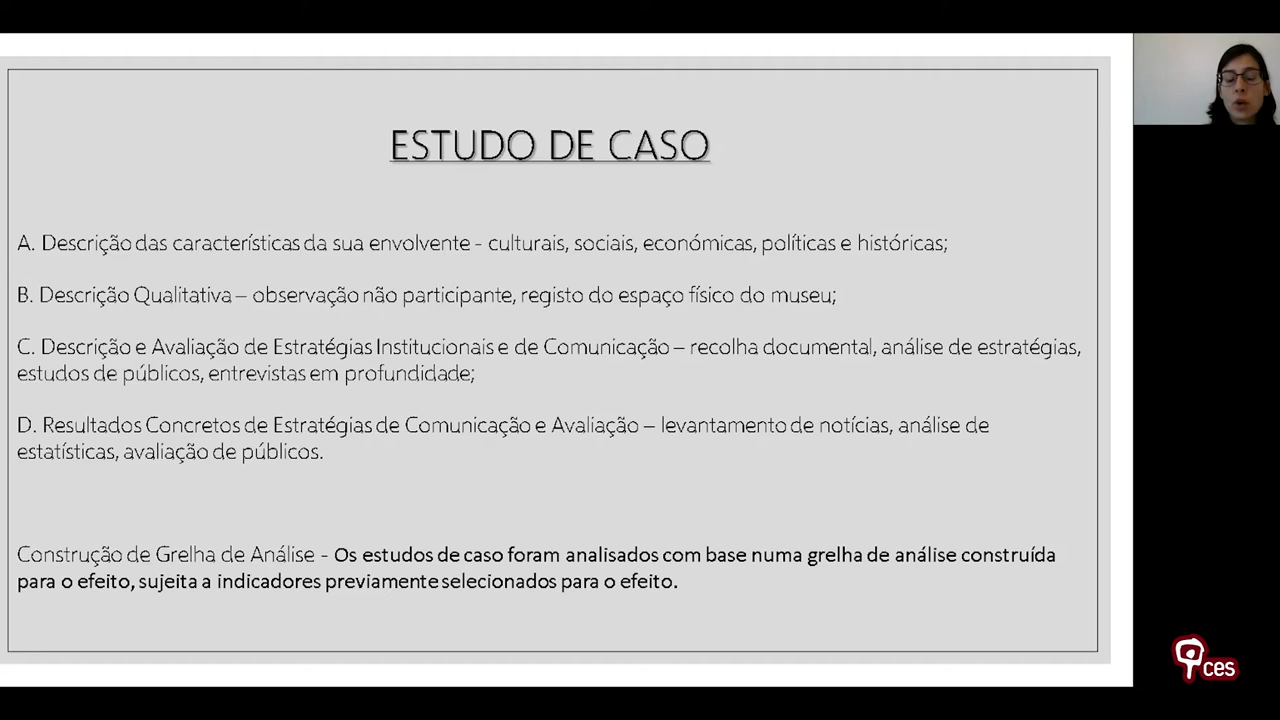 ESTUDO DE CASO
A. Descrição das características da sua envolvente - culturais, sociais, económicas, políticas e históricas;
B. Descrição Qualitativa – observação não participante, registo do espaço físico do museu;
C. Descrição e Avaliação de Estratégias Institucionais e de Comunicação – recolha documental, análise de estratégias,
estudos de públicos, entrevistas em profundidade;
D. Resultados Concretos de Estratégias de Comunicação e Avaliação – levantamento de notícias, análise de
estatísticas, avaliação de públicos.
Construção de Grelha de Análise - Os estudos de caso foram analisados com base numa grelha de análise construída
para o efeito, sujeita a indicadores previamente selecionados para o efeito.
ces